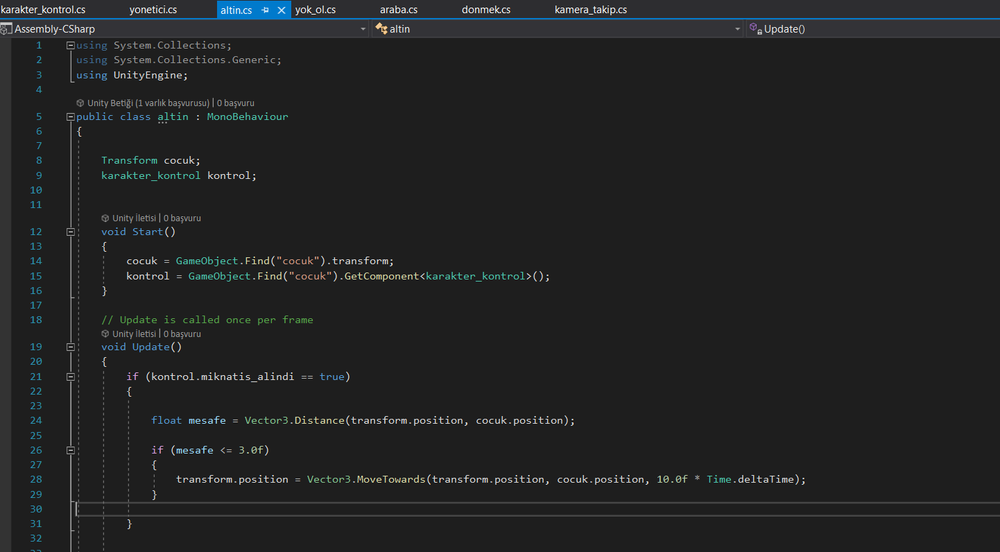 karakter_kontrol.cs yonetici.cs altin.cs yok_ol.cs araba.cs donmek.cs kamera_takip.cs
Assembly-CSharp altin Update()
1 using System.Collections;
2 using System.Collections.Generic;
3 using UnityEngine;
4
Unity Betiği (1 varlık başvurusu) | 0 başvuru
5 public class altin : MonoBehaviour
6 {
7
8 Transform cocuk;
9 karakter_kontrol kontrol;
10
11
Unity İletisi | 0 başvuru
12 void Start()
13 {
14 cocuk = GameObject.Find("cocuk").transform;
15 kontrol = GameObject.Find("cocuk").GetComponent<karakter_kontrol>();
16 }
17
18 // Update is called once per frame
Unity İletisi | 0 başvuru
19 void Update()
20 {
21 if (kontrol.miknatis_alindi == true)
22 {
23
24 float mesafe = Vector3.Distance(transform.position, cocuk.position);
25
26 if (mesafe <= 3.0f)
27 {
28 transform.position = Vector3.MoveTowards(transform.position, cocuk.position, 10.0f * Time.deltaTime);
29 }
30
31 }
32